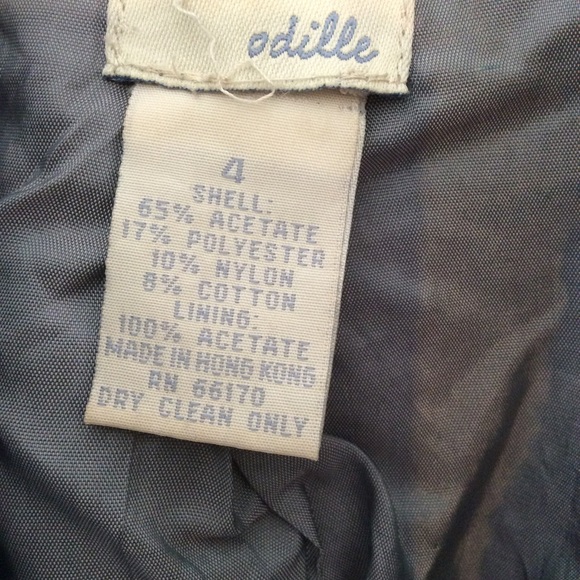 odille
4
SHELL:
65% ACETATE
17% POLYESTER
10% NYLON
8% COTTON
LINING:
100% ACETATE
MADE IN HONG KONG
RN 66170
DRY CLEAN ONLY